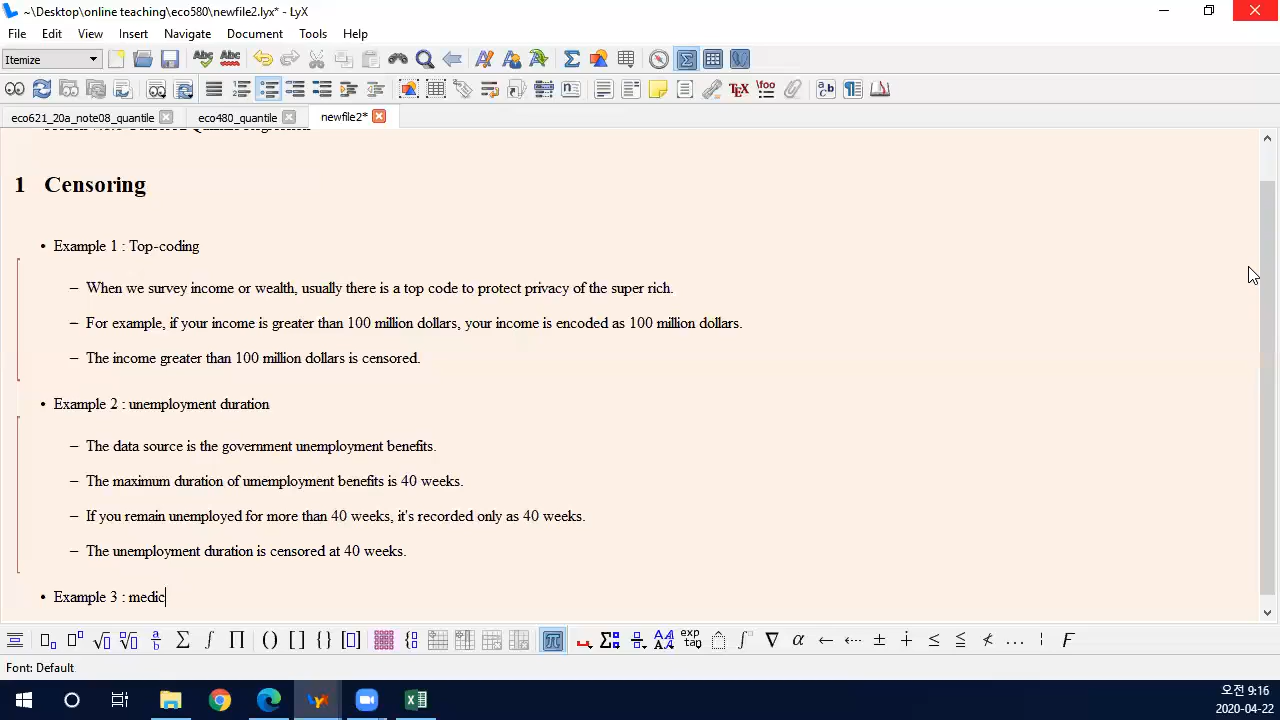 ~\Desktop\online teaching\eco580\newfile2.lyx* - LyX
File Edit View Insert Navigate Document Tools Help
Itemize
eco621_20a_note08_quantile eco480_quantile newfile2*
1 Censoring
• Example 1 : Top-coding
– When we survey income or wealth, usually there is a top code to protect privacy of the super rich.
– For example, if your income is greater than 100 million dollars, your income is encoded as 100 million dollars.
– The income greater than 100 million dollars is censored.
• Example 2 : unemployment duration
– The data source is the government unemployment benefits.
– The maximum duration of umemployment benefits is 40 weeks.
– If you remain unemployed for more than 40 weeks, it's recorded only as 40 weeks.
– The unemployment duration is censored at 40 weeks.
• Example 3 : medic
Font: Default
오전 9:16
2020-04-22